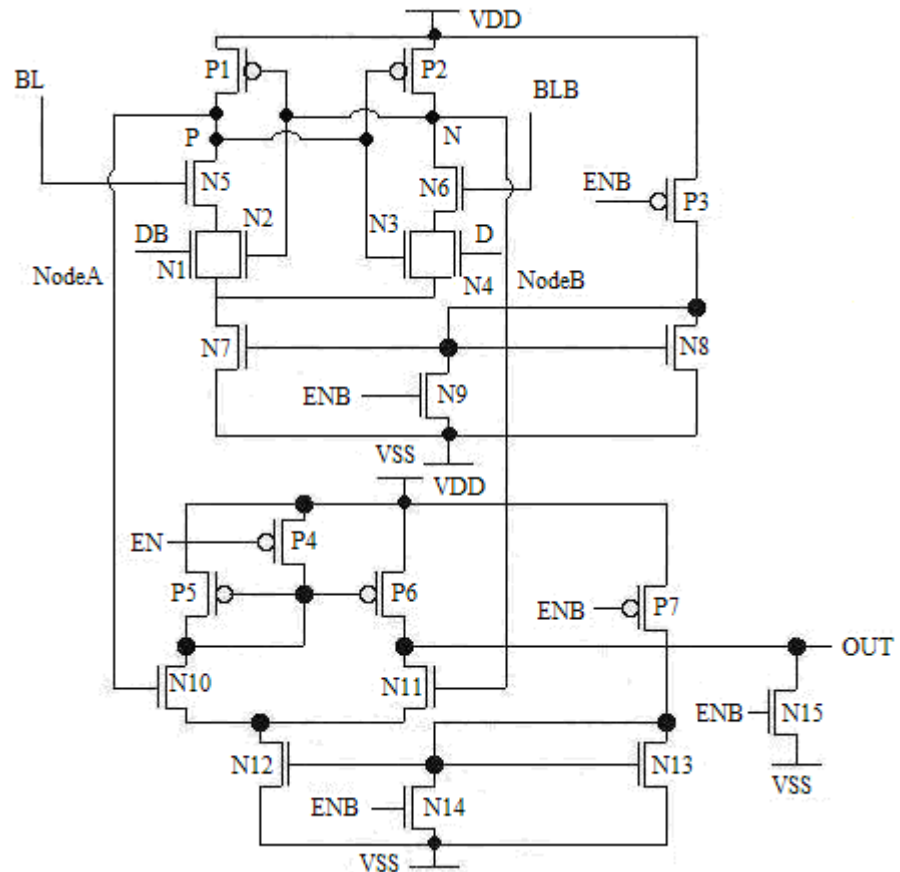 VDD
P1
P2
BL
BLB
P
N
N5
N6
ENB
P3
DB
N2
N3
D
N1
N4
NodeA
NodeB
N7
N8
ENB
N9
VSS
VDD
EN
P4
P5
P6
ENB
P7
OUT
N10
N11
ENB
N15
N12
N13
VSS
ENB
N14
VSS